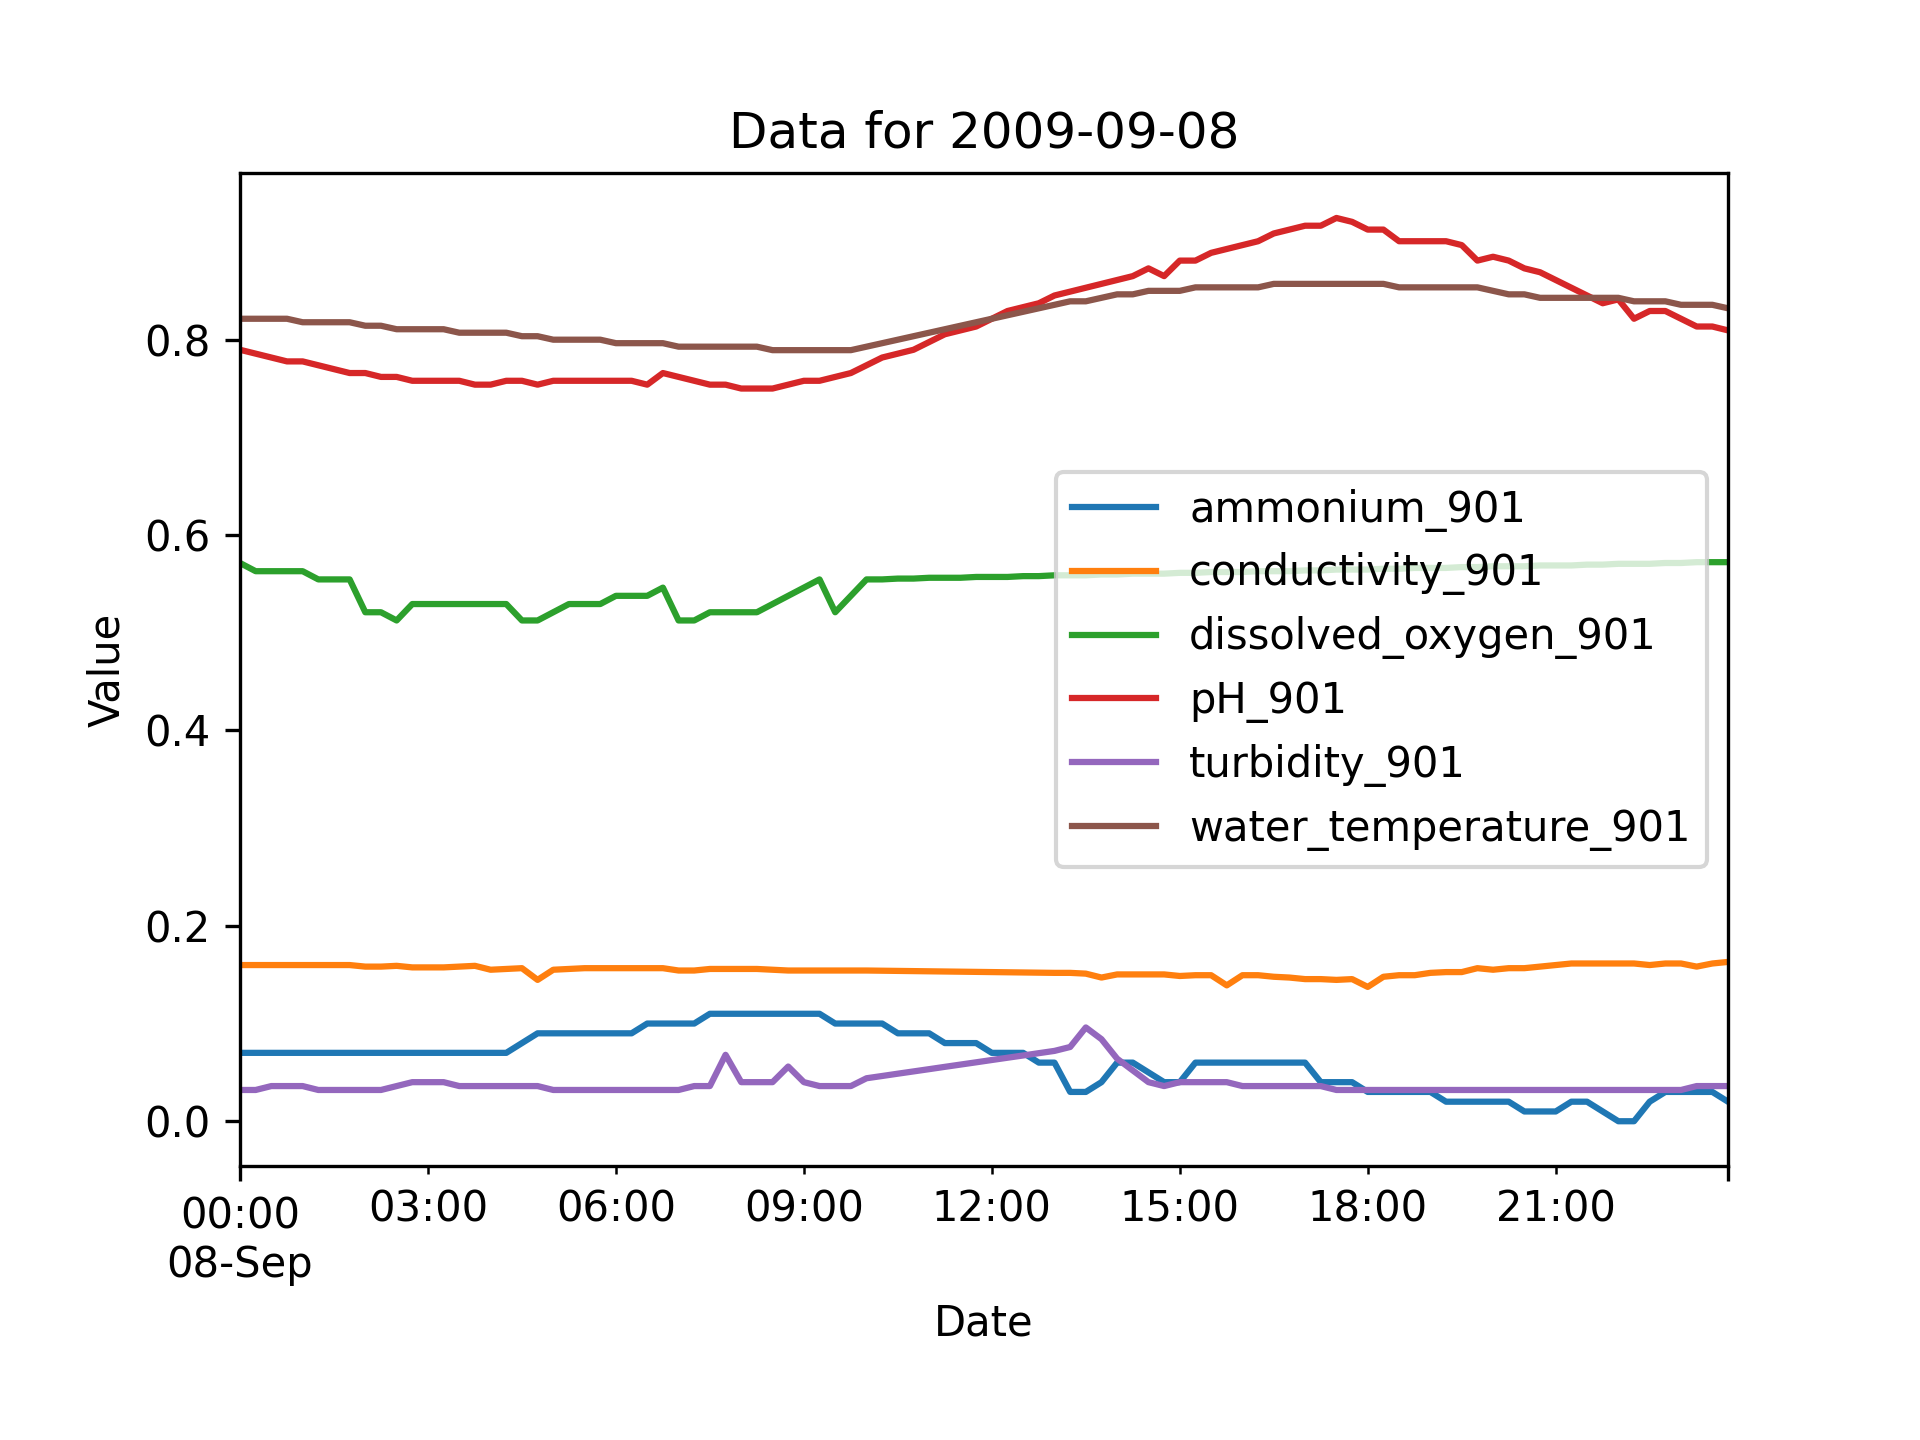 Data for 2009-09-08
Value
0.8
0.6
0.4
0.2
0.0
ammonium_901
conductivity_901
dissolved_oxygen_901
pH_901
turbidity_901
water_temperature_901
00:00 03:00 06:00 09:00 12:00 15:00 18:00 21:00
08-Sep
Date